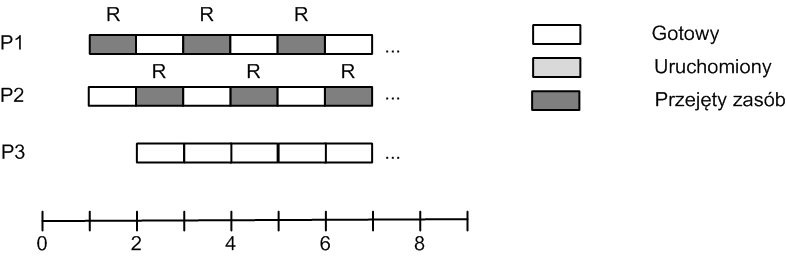 R R R
P1 ... Gotowy
Uruchomiony
R R R
P2 ... Przejęty zasób
P3 ...
0 2 4 6 8